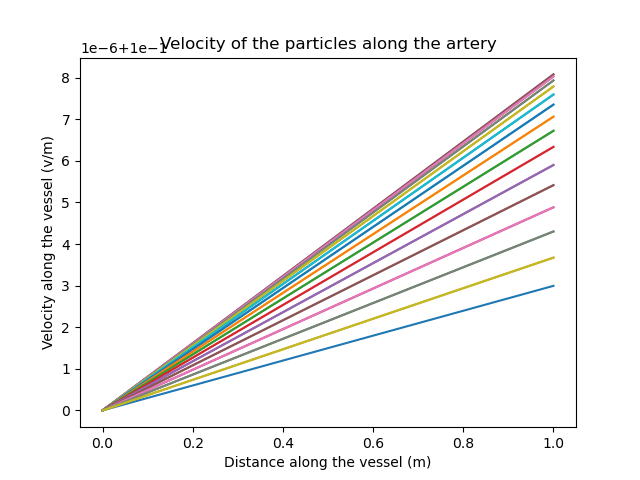 Velocity of the particles along the artery
1e−6+1e−1
8
7
6
5
4
3
2
1
0
Velocity along the vessel (v/m)
0.0 0.2 0.4 0.6 0.8 1.0
Distance along the vessel (m)